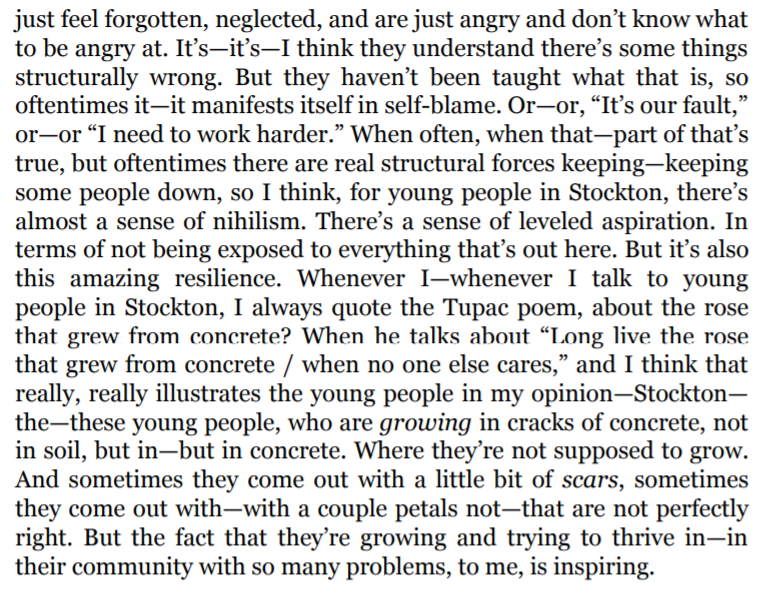 just feel forgotten, neglected, and are just angry and don’t know what
to be angry at. It’s—it’s—I think they understand there’s some things
structurally wrong. But they haven’t been taught what that is, so
oftentimes it—it manifests itself in self-blame. Or—or, “It’s our fault,”
or—or “I need to work harder.” When often, when that—part of that’s
true, but oftentimes there are real structural forces keeping—keeping
some people down, so I think, for young people in Stockton, there’s
almost a sense of nihilism. There’s a sense of leveled aspiration. In
terms of not being exposed to everything that’s out here. But it’s also
this amazing resilience. Whenever I—whenever I talk to young
people in Stockton, I always quote the Tupac poem, about the rose
that grew from concrete? When he talks about “Long live the rose
that grew from concrete / when no one else cares,” and I think that
really, really illustrates the young people in my opinion—Stockton—
the—these young people, who are growing in cracks of concrete, not
in soil, but in—but in concrete. Where they’re not supposed to grow.
And sometimes they come out with a little bit of scars, sometimes
they come out with—with a couple petals not—that are not perfectly
right. But the fact that they’re growing and trying to thrive in—in
their community with so many problems, to me, is inspiring.